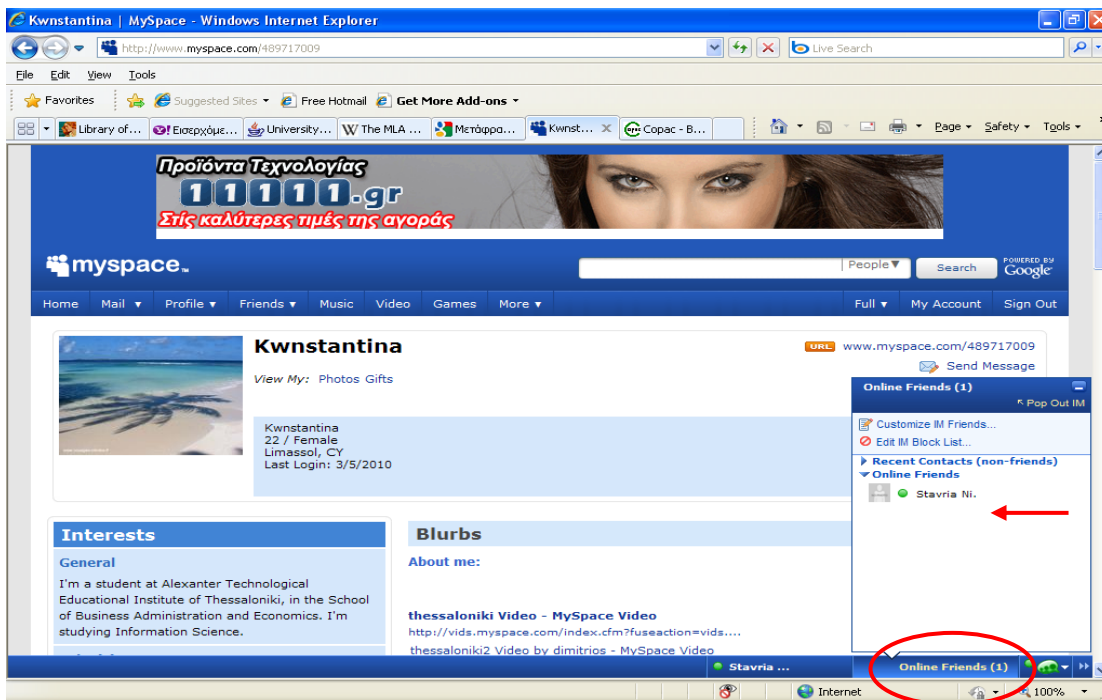 Kwnstantina | MySpace - Windows Internet Explorer
http://www.myspace.com/489717009
Live Search
File Edit View Tools
Favorites Suggested Sites Free Hotmail Get More Add-ons
Library of... Εισερχόμε... University... The MLA ... Μετάφρα... Kwnst... Copac - B... Page Safety Tools
Προϊόντα Τεχνολογίας
11111.gr
Στίς καλύτερες τιμές της αγοράς
myspace. People Search POWERED BY Google
Home Mail Profile Friends Music Video Games More Full My Account Sign Out
Kwnstantina
URL www.myspace.com/489717009
Send Message
View My: Photos Gifts
Kwnstantina
22 / Female
Limassol, CY
Last Login: 3/5/2010
Online Friends (1)
Pop Out IM
Customize IM Friends...
Edit IM Block List...
Recent Contacts (non-friends)
Online Friends
Stavria Ni.
Interests
General
I'm a student at Alexanter Technological
Educational Institute of Thessaloniki, in the School
of Business Administration and Economics. I'm
studying Information Science.
Blurbs
About me:
thessaloniki Video - MySpace Video
http://vids.myspace.com/index.cfm?fuseaction=vids....
thessaloniki2 Video by dimitrios - MySpace Video
Stavria ... Online Friends (1)
Internet 100%